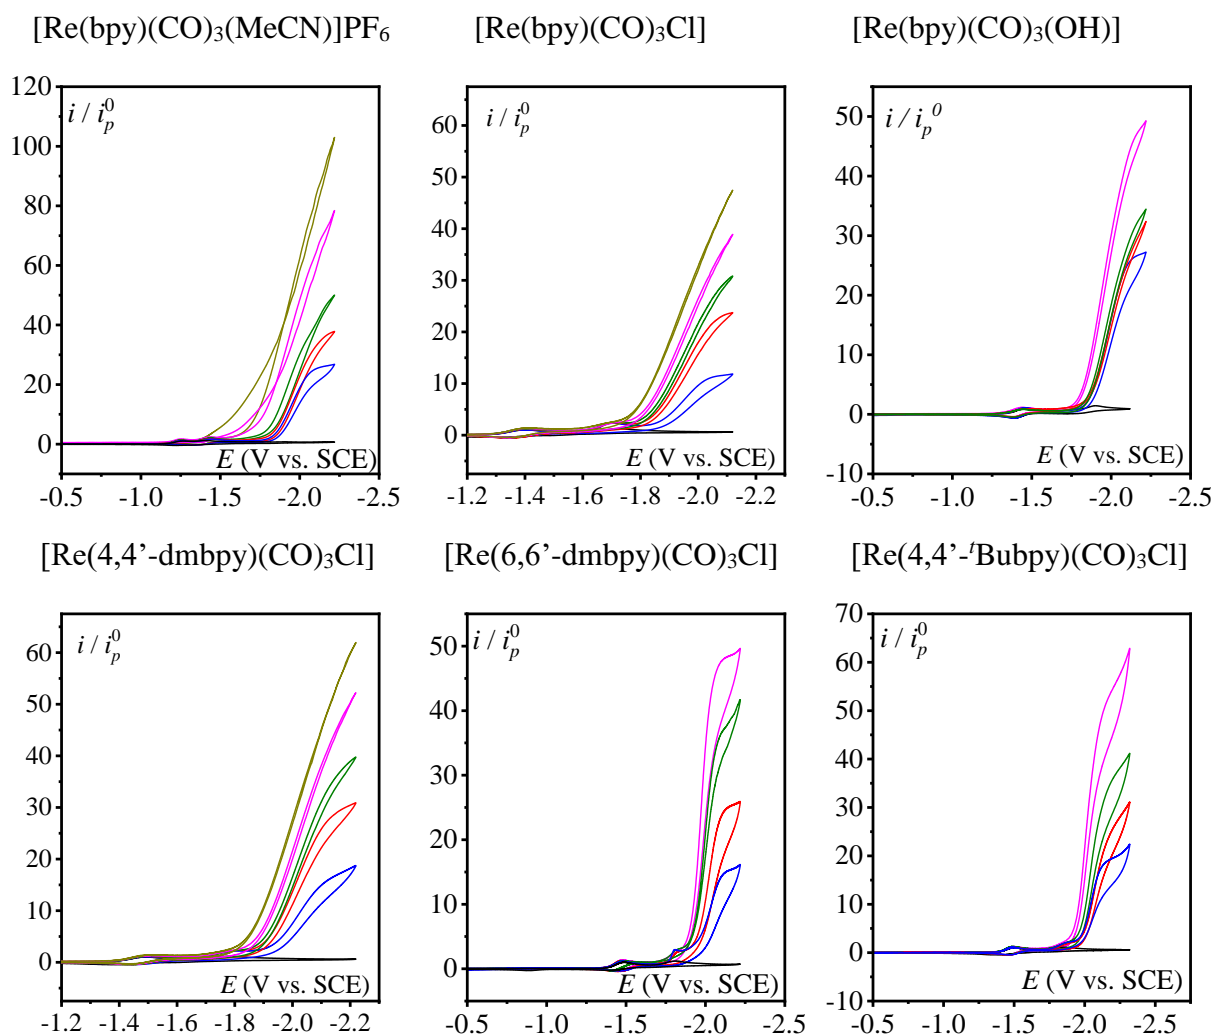 [Re(bpy)(CO)₃(MeCN)]PF₆
[Re(bpy)(CO)₃Cl]
[Re(bpy)(CO)₃(OH)]
120
100
80
60
40
20
0
i / iₚ⁰
E (V vs. SCE)
-0.5 -1.0 -1.5 -2.0 -2.5
60
50
40
30
20
10
0
i / iₚ⁰
E (V vs. SCE)
-1.2 -1.4 -1.6 -1.8 -2.0 -2.2
50
40
30
20
10
0
-10
i / iₚ⁰
E (V vs. SCE)
-0.5 -1.0 -1.5 -2.0 -2.5
[Re(4,4’-dmbpy)(CO)₃Cl]
[Re(6,6’-dmbpy)(CO)₃Cl]
[Re(4,4’-ᵗBubpy)(CO)₃Cl]
60
50
40
30
20
10
0
i / iₚ⁰
E (V vs. SCE)
-1.2 -1.4 -1.6 -1.8 -2.0 -2.2
50
40
30
20
10
0
i / iₚ⁰
E (V vs. SCE)
-0.5 -1.0 -1.5 -2.0 -2.5
70
60
50
40
30
20
10
0
-10
i / iₚ⁰
E (V vs. SCE)
-0.5 -1.0 -1.5 -2.0 -2.5